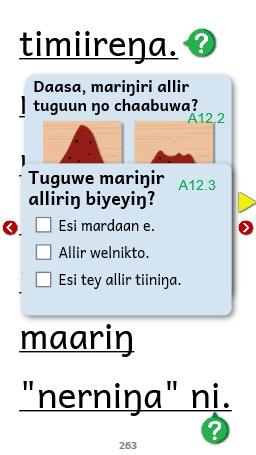 timiireŋa.
?
Daasa, mariŋiri allir
tuguun ŋo chaabuwa?
A12.2
Tuguwe mariŋir
alliriŋ biyeyiŋ?
A12.3
Esi mardaan e.
Allir welnikto.
Esi tey allir tiiniŋa.
maariŋ
"nerniŋa" ni.
?
263